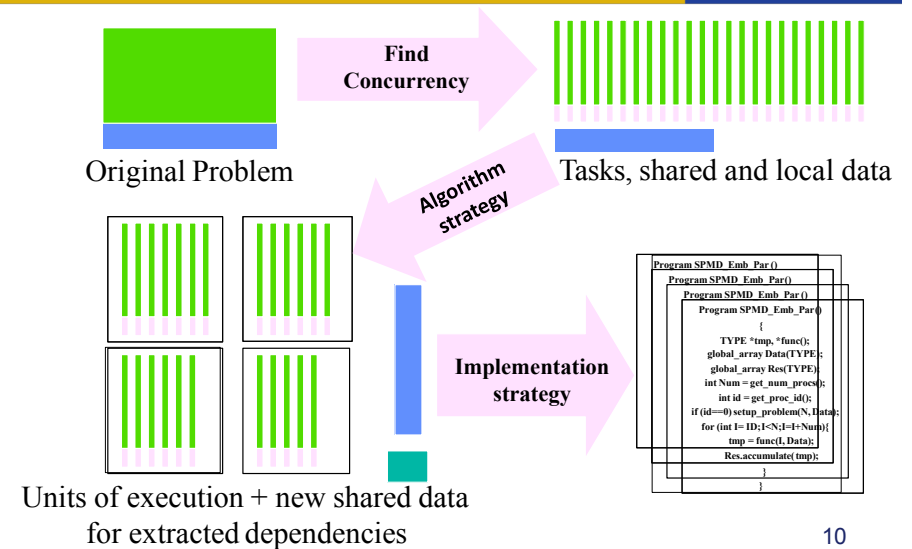 Find
Concurrency
Original Problem
Tasks, shared and local data
Algorithm
strategy
Units of execution + new shared data
for extracted dependencies
Implementation
strategy
Program SPMD_Emb_Par ()
Program SPMD_Emb_Par ()
Program SPMD_Emb_Par ()
Program SPMD_Emb_Par()
{
TYPE *tmp, *func();
global_array Data(TYPE);
global_array Res(TYPE);
int Num = get_num_procs();
int id = get_proc_id();
if (id==0) setup_problem(N, Data);
for (int I= ID;I<N;I=I+Num){
tmp = func(I, Data);
Res.accumulate( tmp);
}
}
10